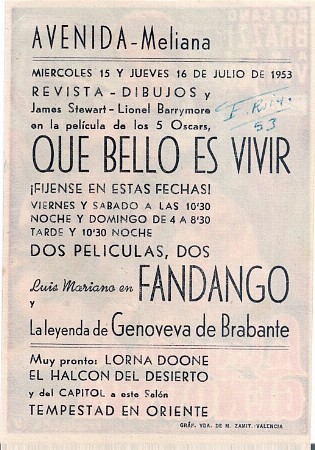 AVENIDA - Meliana
MIERCOLES 15 Y JUEVES 16 DE JULIO DE 1953
REVISTA - DIBUJOS y
James Stewart - Lionel Barrymore
en la película de los 5 Oscars,
53
QUE BELLO ES VIVIR
¡FIJENSE EN ESTAS FECHAS!
VIERNES Y SABADO A LAS 10'30
NOCHE Y DOMINGO DE 4 A 8'30
TARDE Y 10'30 NOCHE
DOS PELICULAS, DOS
Luis Mariano en FANDANGO
y
La leyenda de Genoveva de Brabante
Muy pronto: LORNA DOONE
EL HALCON DEL DESIERTO
y del CAPITOL a este Salón
TEMPESTAD EN ORIENTE
GRÁF. VDA. DE M. ZAMIT. - VALENCIA